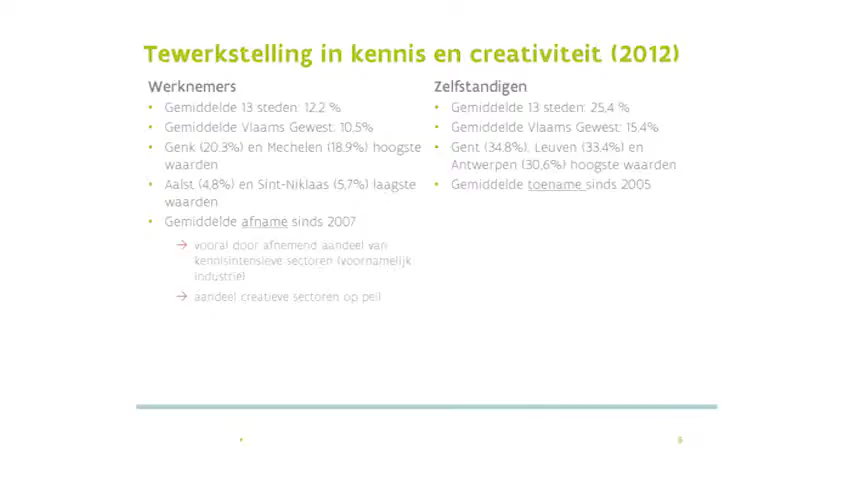 Tewerkstelling in kennis en creativiteit (2012)
Werknemers
• Gemiddelde 13 steden: 12,2 %
• Gemiddelde Vlaams Gewest: 10,5%
• Genk (20.3%) en Mechelen (18.9%) hoogste
waarden
• Aalst (4,8%) en Sint-Niklaas (5,7%) laagste
waarden
• Gemiddelde afname sinds 2007
→ vooral door afnemend aandeel van
kennisintensieve sectoren (voornamelijk
industrie)
→ aandeel creatieve sectoren op peil
Zelfstandigen
• Gemiddelde 13 steden: 25,4 %
• Gemiddelde Vlaams Gewest: 15.4%
• Gent (34.8%), Leuven (33.4%) en
Antwerpen (30,6%) hoogste waarden
• Gemiddelde toename sinds 2005